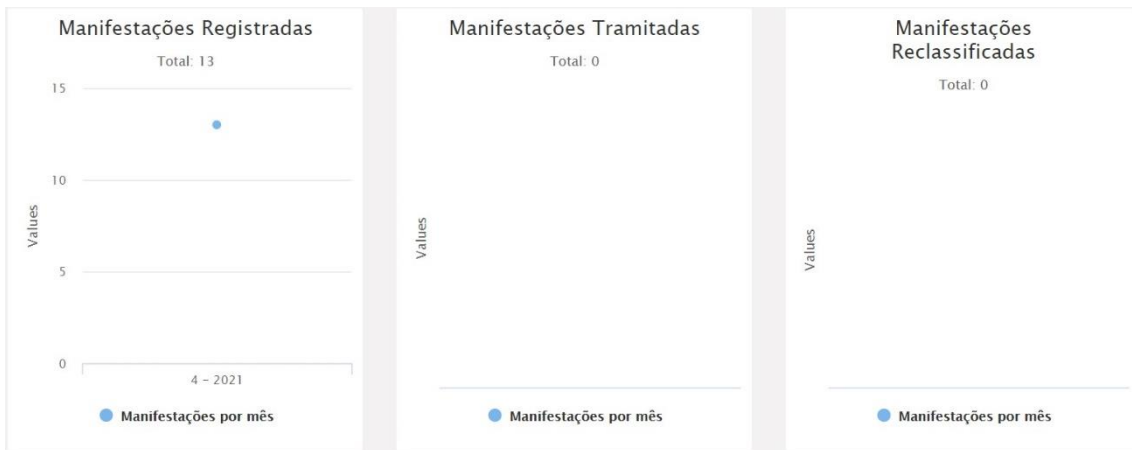 Manifestações Registradas
Total: 13
15
10
5
0
Values
4 - 2021
Manifestações por mês
Manifestações Tramitadas
Total: 0
Values
Manifestações por mês
Manifestações
Reclassificadas
Total: 0
Values
Manifestações por mês